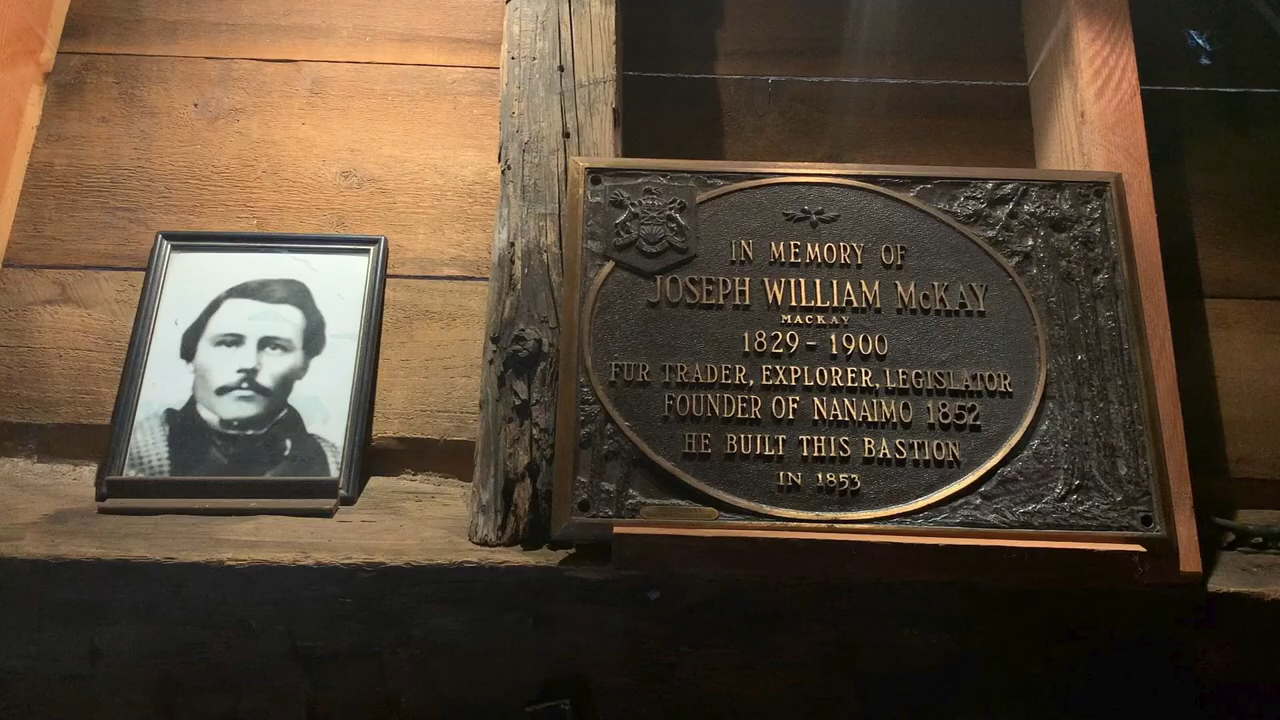 IN MEMORY OF
JOSEPH WILLIAM McKAY
MACKAY
1829 - 1900
FUR TRADER, EXPLORER, LEGISLATOR
FOUNDER OF NANAIMO 1852
HE BUILT THIS BASTION
IN 1853